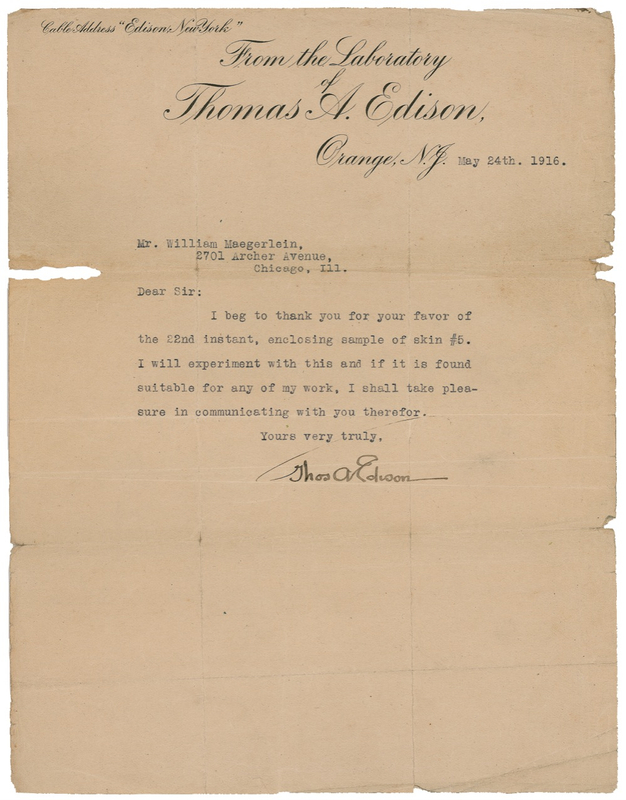 Cable Address "Edison, New York"
From the Laboratory
of
Thomas A. Edison,
Orange, N.J. May 24th. 1916.
Mr. William Maegerlein,
2701 Archer Avenue,
Chicago, Ill.
Dear Sir:
I beg to thank you for your favor of
the 22nd instant, enclosing sample of skin #5.
I will experiment with this and if it is found
suitable for any of my work, I shall take plea-
sure in communicating with you therefor.
Yours very truly,
Thos A Edison